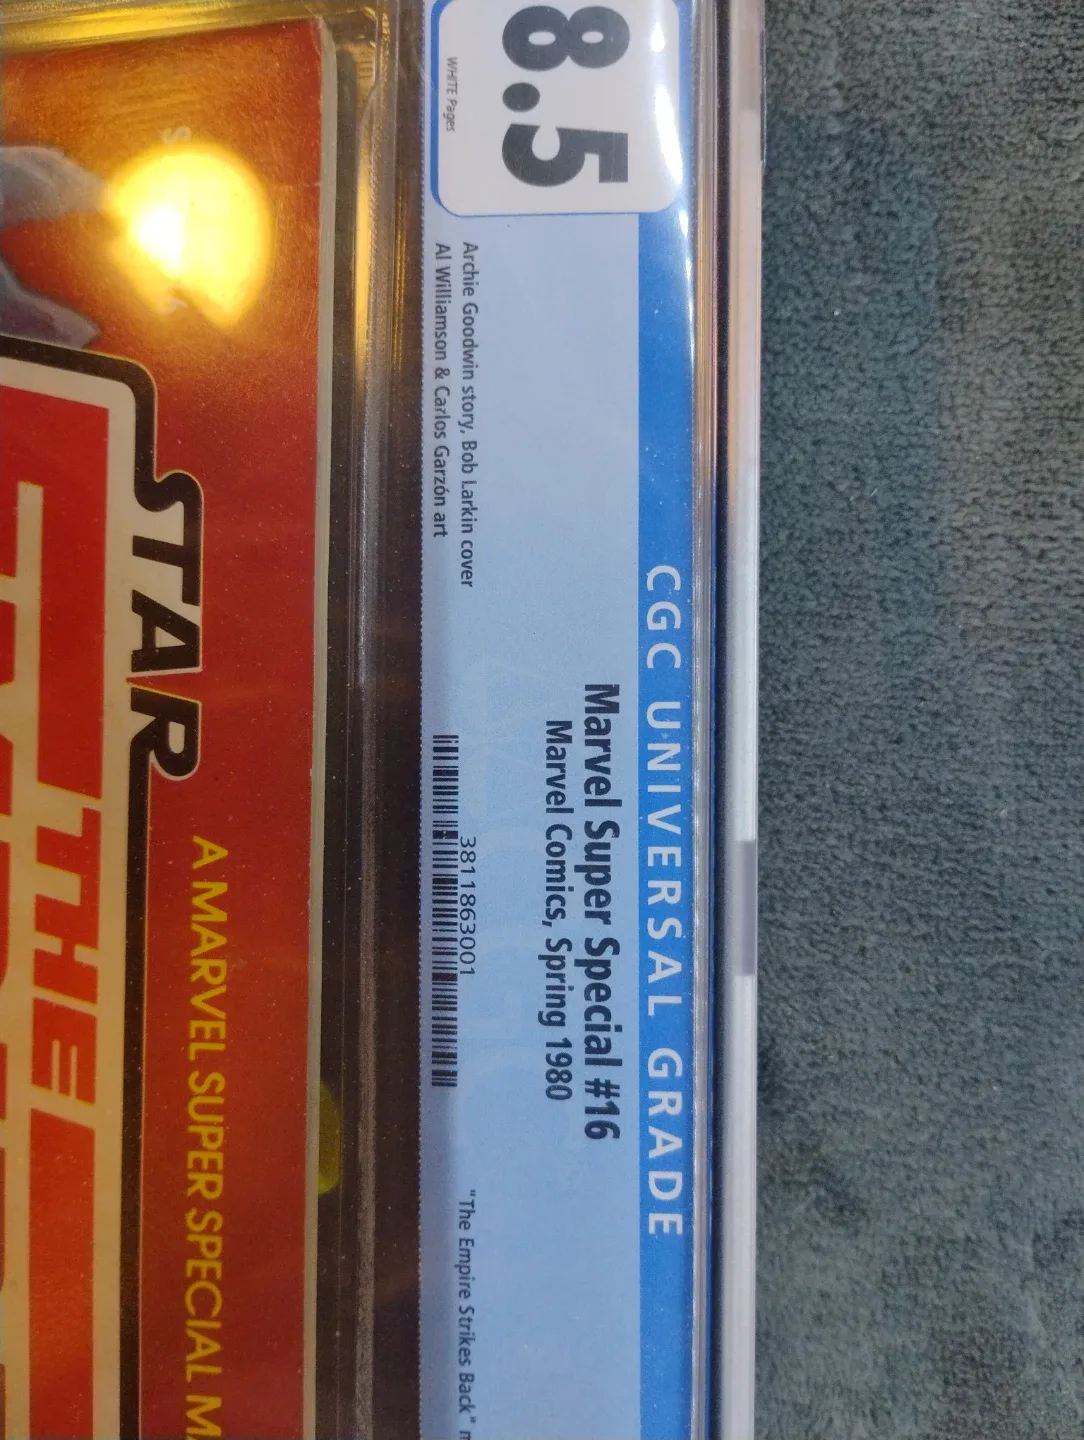 CGC UNIVERSAL GRADE
8.5
WHITE Pages
Marvel Super Special #16
Marvel Comics, Spring 1980
Archie Goodwin story, Bob Larkin cover
Al Williamson & Carlos Garzón art
3811863001
"The Empire Strikes Back"
A MARVEL SUPER SPECIAL
STAR
THE